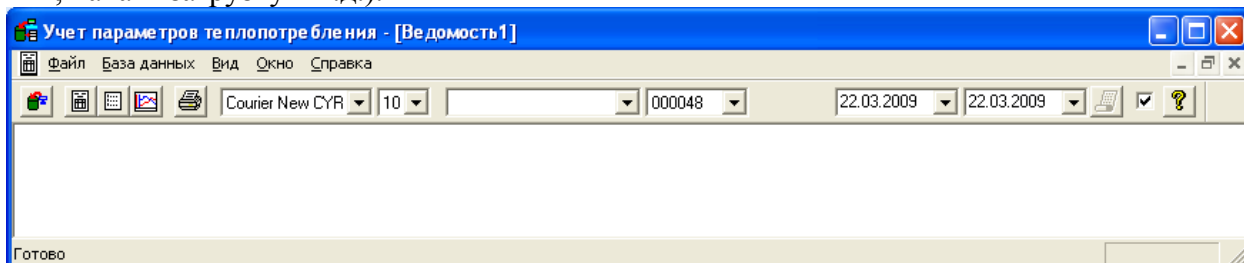 Учет параметров теплопотребления - [Ведомость1]
Файл База данных Вид Окно Справка
Courier New CYR 10 000048 22.03.2009 22.03.2009
Готово